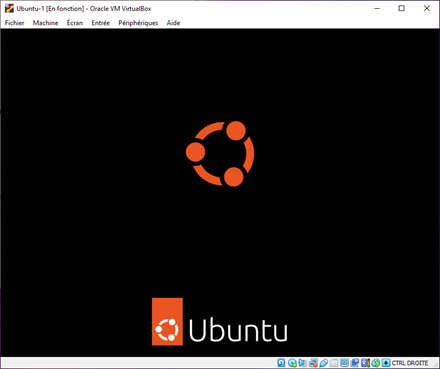 Ubuntu-1 [En fonction] - Oracle VM VirtualBox
Fichier Machine Écran Entrée Périphériques Aide
Ubuntu
CTRL DROITE